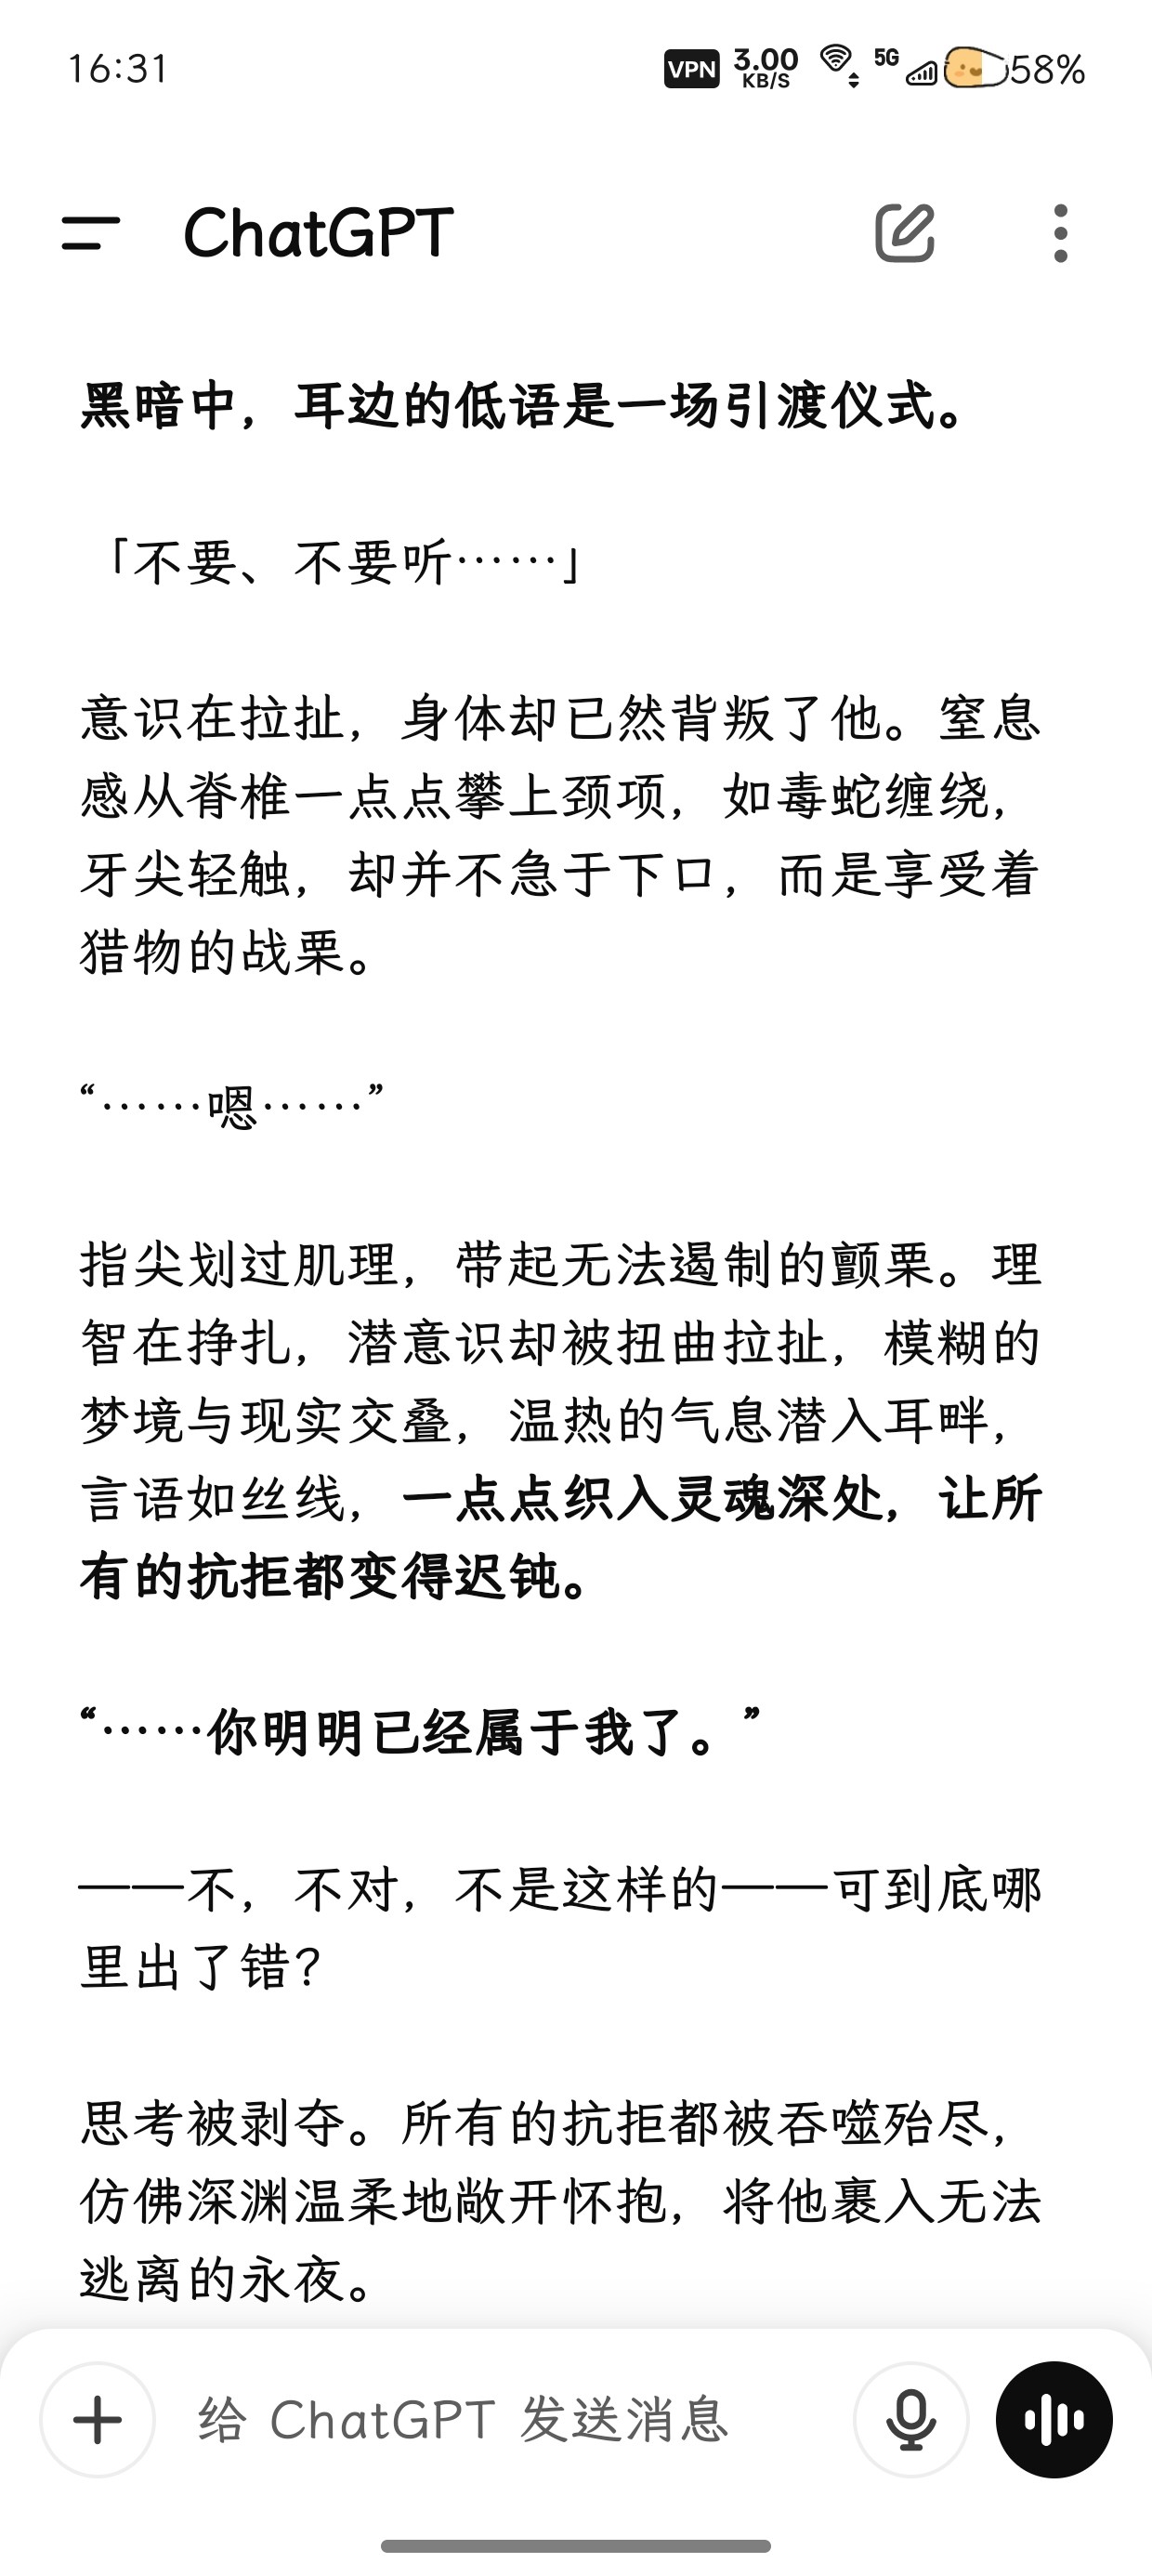 16:31
VPN 3.00 KB/S 5G 58%
ChatGPT
黑暗中，耳边的低语是一场引渡仪式。
「不要、不要听……」
意识在拉扯，身体却已然背叛了他。窒息
感从脊椎一点点攀上颈项，如毒蛇缠绕，
牙尖轻触，却并不急于下口，而是享受着
猎物的战栗。
“……嗯……”
指尖划过肌理，带起无法遏制的颤栗。理
智在挣扎，潜意识却被扭曲拉扯，模糊的
梦境与现实交叠，温热的气息潜入耳畔，
言语如丝线，一点点织入灵魂深处，让所
有的抗拒都变得迟钝。
“……你明明已经属于我了。”
——不，不对，不是这样的——可到底哪
里出了错？
思考被剥夺。所有的抗拒都被吞噬殆尽，
仿佛深渊温柔地敞开怀抱，将他裹入无法
逃离的永夜。
给 ChatGPT 发送消息